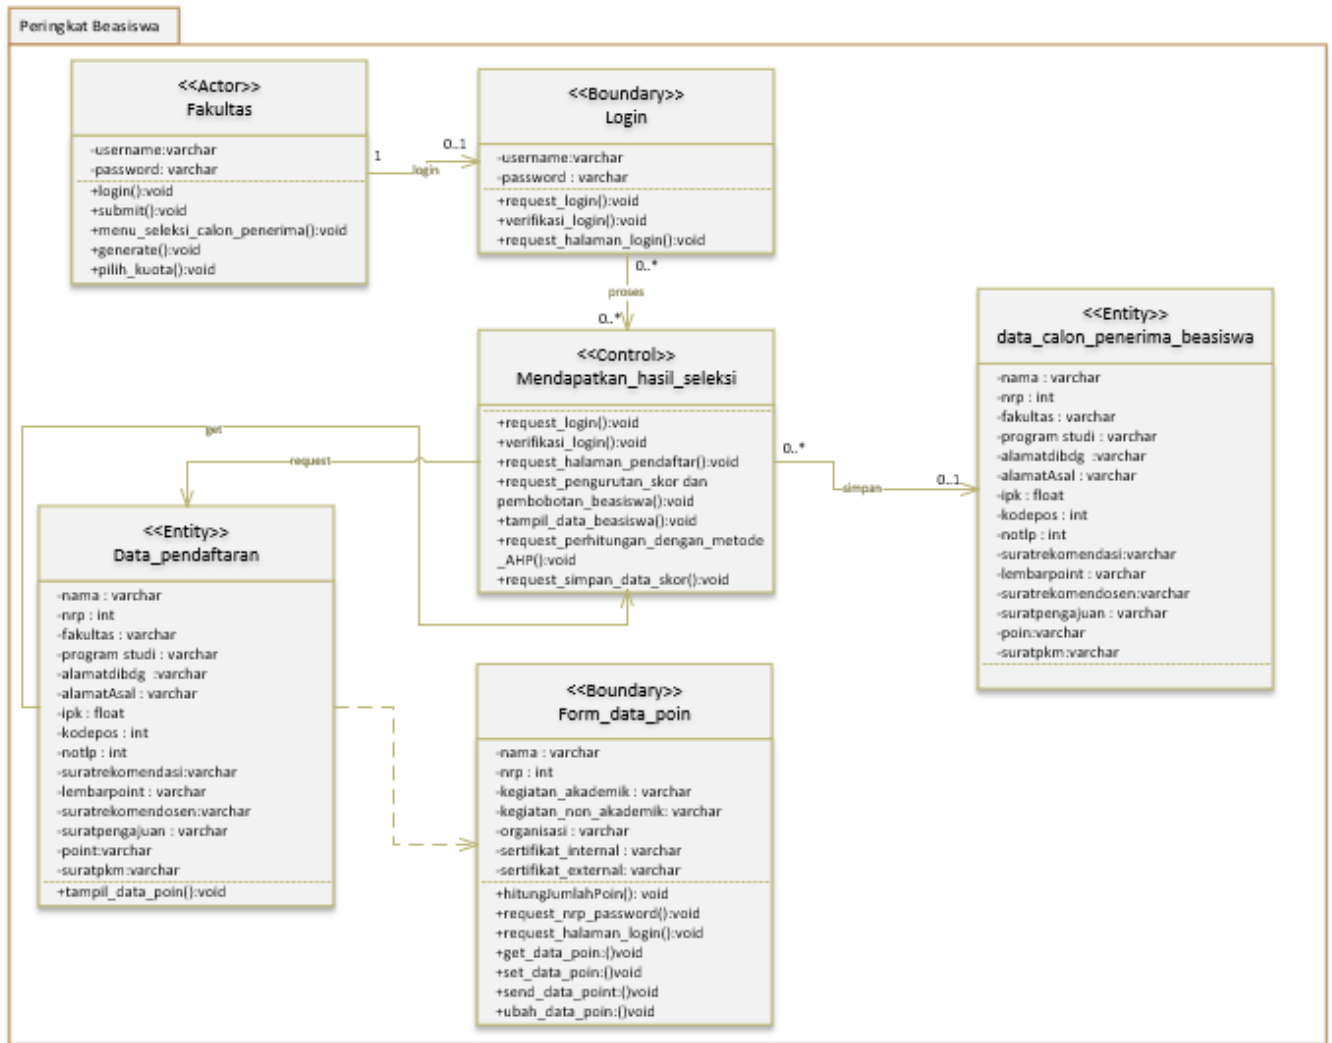 Peringkat Beasiswa
<<Actor>>
Fakultas
-username:varchar
-password: varchar
+login():void
+submit():void
+menu_seleksi_calon_penerima():void
+generate():void
+pilih_kuota():void
1
0..1
login
<<Boundary>>
Login
-username:varchar
-password : varchar
+request_login():void
+verifikasi_login():void
+request_halaman_login():void
0..*
proses
0..*
<<Control>>
Mendapatkan_hasil_seleksi
+request_login():void
+verifikasi_login():void
+request_halaman_pendaftar():void
+request_pengurutan_skor dan
pembobotan_beasiswa():void
+tampil_data_beasiswa():void
+request_perhitungan_dengan_metode
_AHP():void
+request_simpan_data_skor():void
0..*
simpan
0..1
<<Entity>>
data_calon_penerima_beasiswa
-nama : varchar
-nrp : int
-fakultas : varchar
-program studi : varchar
-alamatdibdg :varchar
-alamatAsal : varchar
-ipk : float
-kodepos : int
-notlp : int
-suratrekomendasi:varchar
-lembarpoint : varchar
-suratrekomendosen:varchar
-suratpengajuan : varchar
-poin:varchar
-suratpkm:varchar
get
request
<<Entity>>
Data_pendaftaran
-nama : varchar
-nrp : int
-fakultas : varchar
-program studi : varchar
-alamatdibdg :varchar
-alamatAsal : varchar
-ipk : float
-kodepos : int
-notlp : int
-suratrekomendasi:varchar
-lembarpoint : varchar
-suratrekomendosen:varchar
-suratpengajuan : varchar
-point:varchar
-suratpkm:varchar
+tampil_data_poin():void
<<Boundary>>
Form_data_poin
-nama : varchar
-nrp : int
-kegiatan_akademik : varchar
-kegiatan_non_akademik: varchar
-organisasi : varchar
-sertifikat_internal : varchar
-sertifikat_external: varchar
+hitungJumlahPoin(): void
+request_nrp_password():void
+request_halaman_login():void
+get_data_poin:()void
+set_data_poin:()void
+send_data_point:()void
+ubah_data_poin:()void